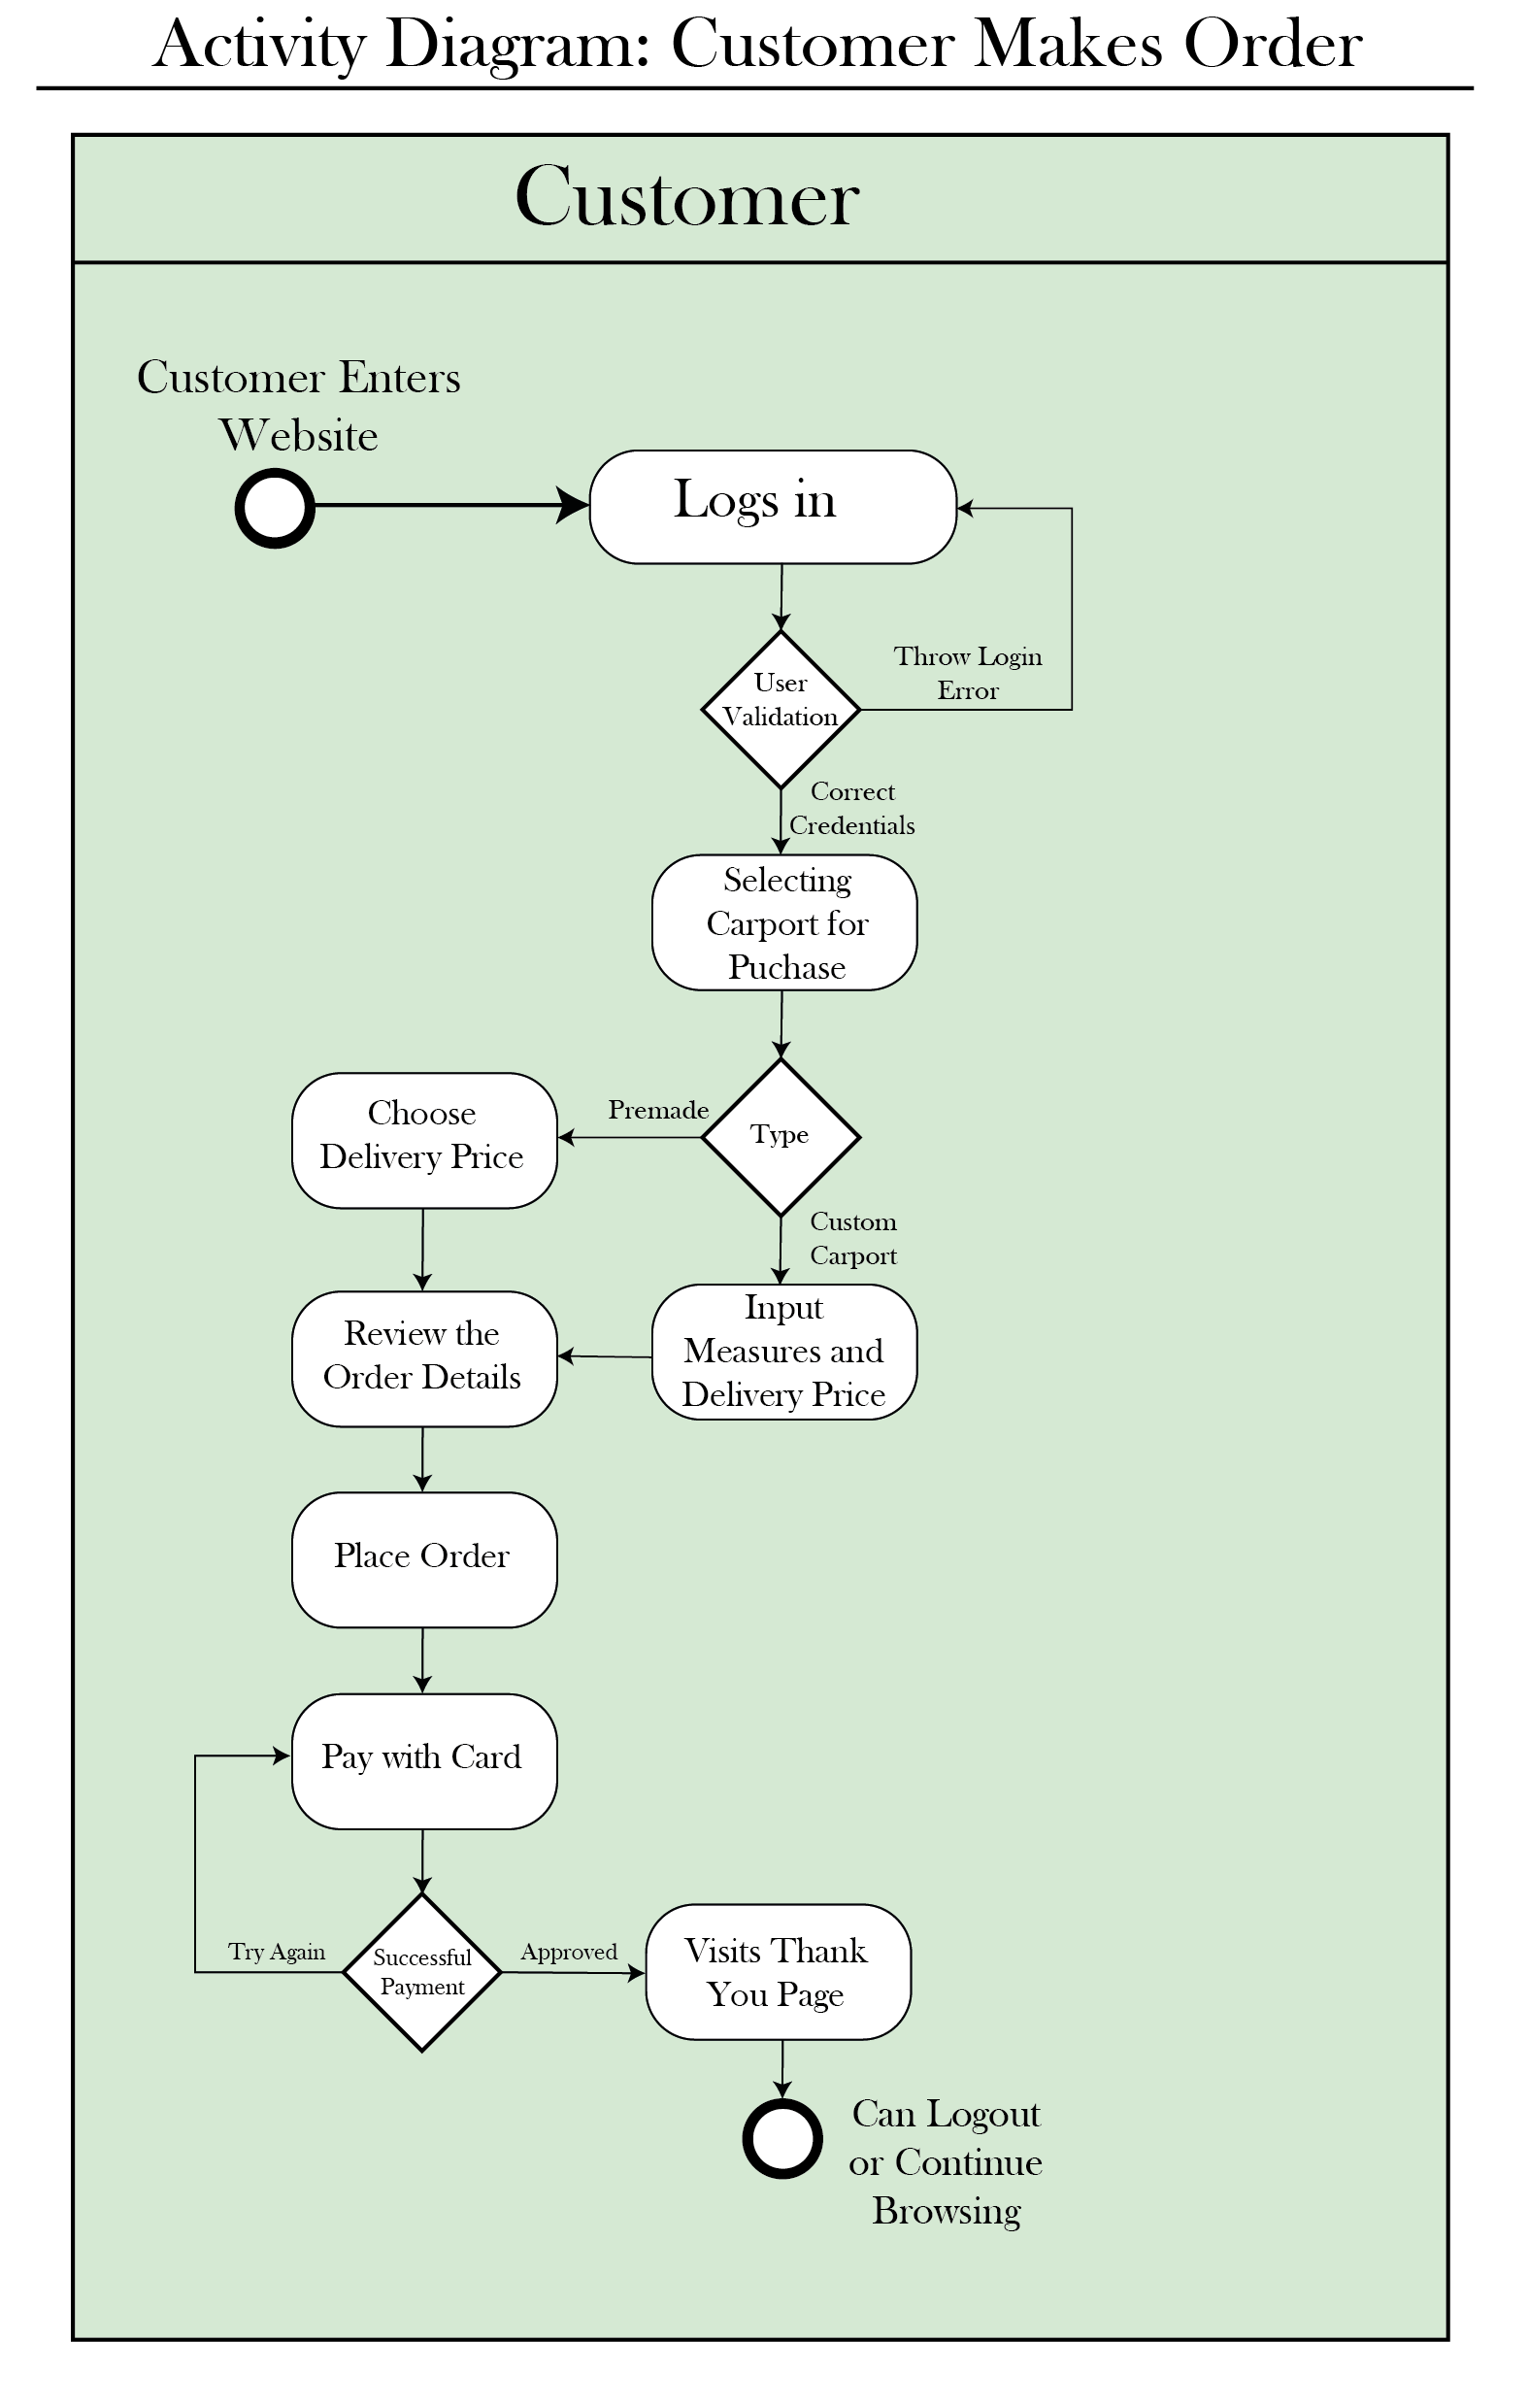 Activity Diagram: Customer Makes Order
Customer
Customer Enters
Website
Logs in
User
Validation
Throw Login
Error
Correct
Credentials
Selecting
Carport for
Puchase
Type
Premade
Choose
Delivery Price
Custom
Carport
Input
Measures and
Delivery Price
Review the
Order Details
Place Order
Pay with Card
Successful
Payment
Try Again
Approved
Visits Thank
You Page
Can Logout
or Continue
Browsing